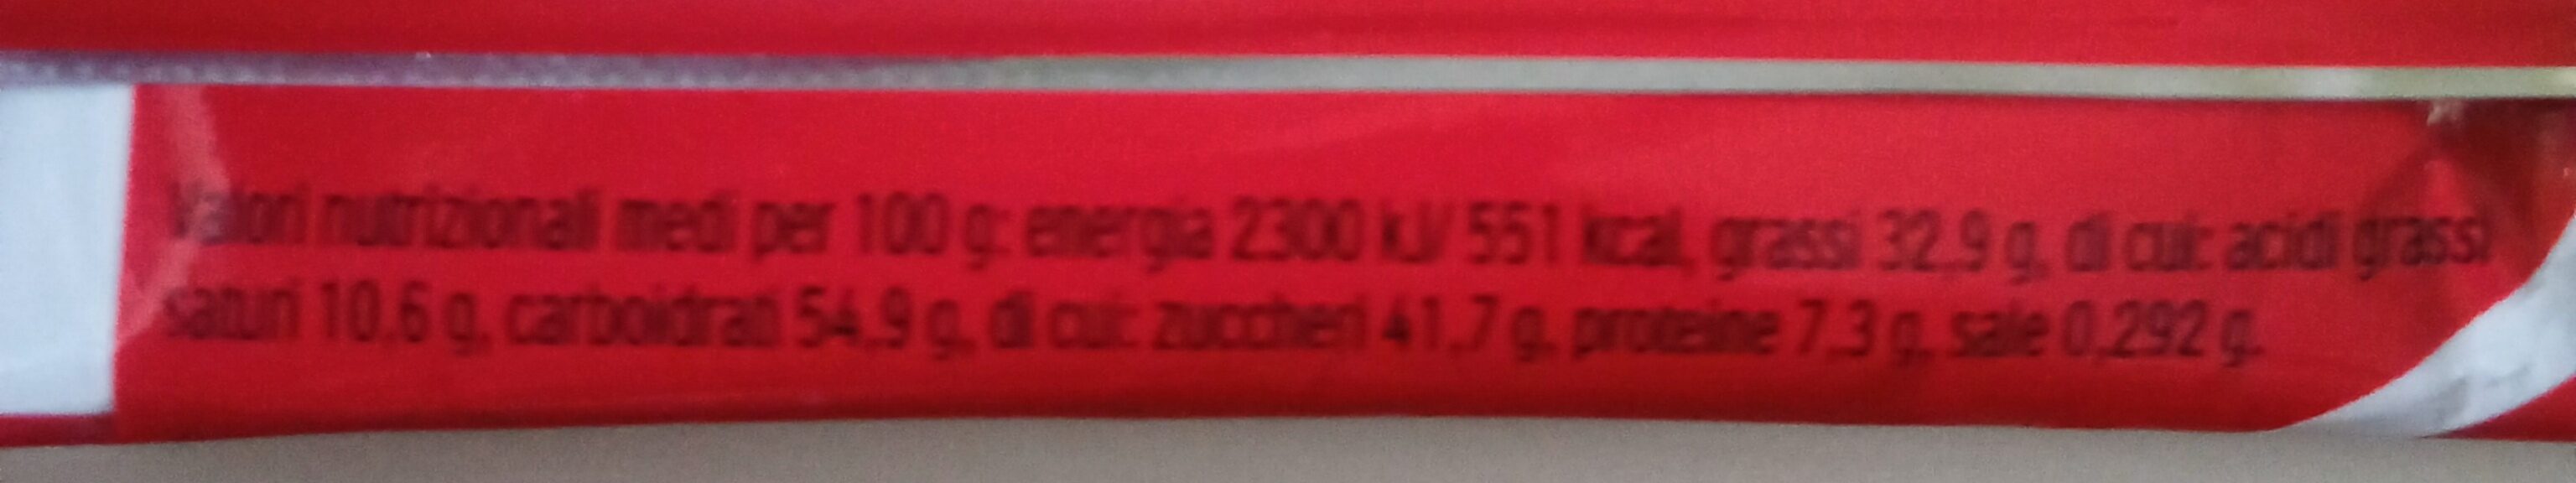 Valori nutrizionali medi per 100 g: energia 2300 kJ/ 551 kcal, grassi 32,9 g, di cui: acidi grassi
saturi 10,6 g, carboidrati 54,9 g, di cui: zuccheri 41,7 g, proteine 7,3 g, sale 0,292 g.